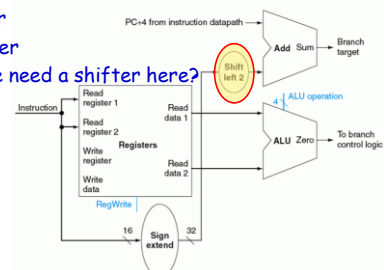 PC+4 from instruction datapath
Add Sum
Branch
target
need a shifter here?
Shift
left 2
4
ALU operation
Instruction
Read
register 1
Read
register 2
Write
register
Write
data
Registers
Read
data 1
Read
data 2
ALU Zero
To branch
control logic
RegWrite
16
Sign
extend
32